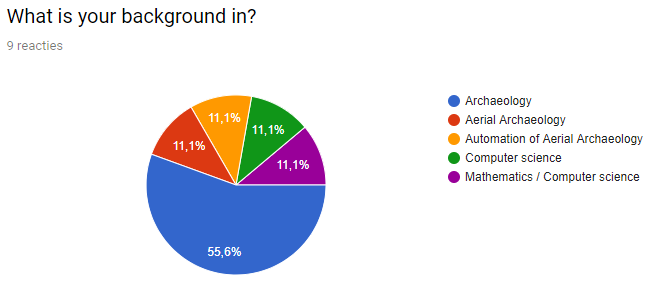 What is your background in?
9 reacties
11,1%
11,1%
11,1%
11,1%
55,6%
Archaeology
Aerial Archaeology
Automation of Aerial Archaeology
Computer science
Mathematics / Computer science